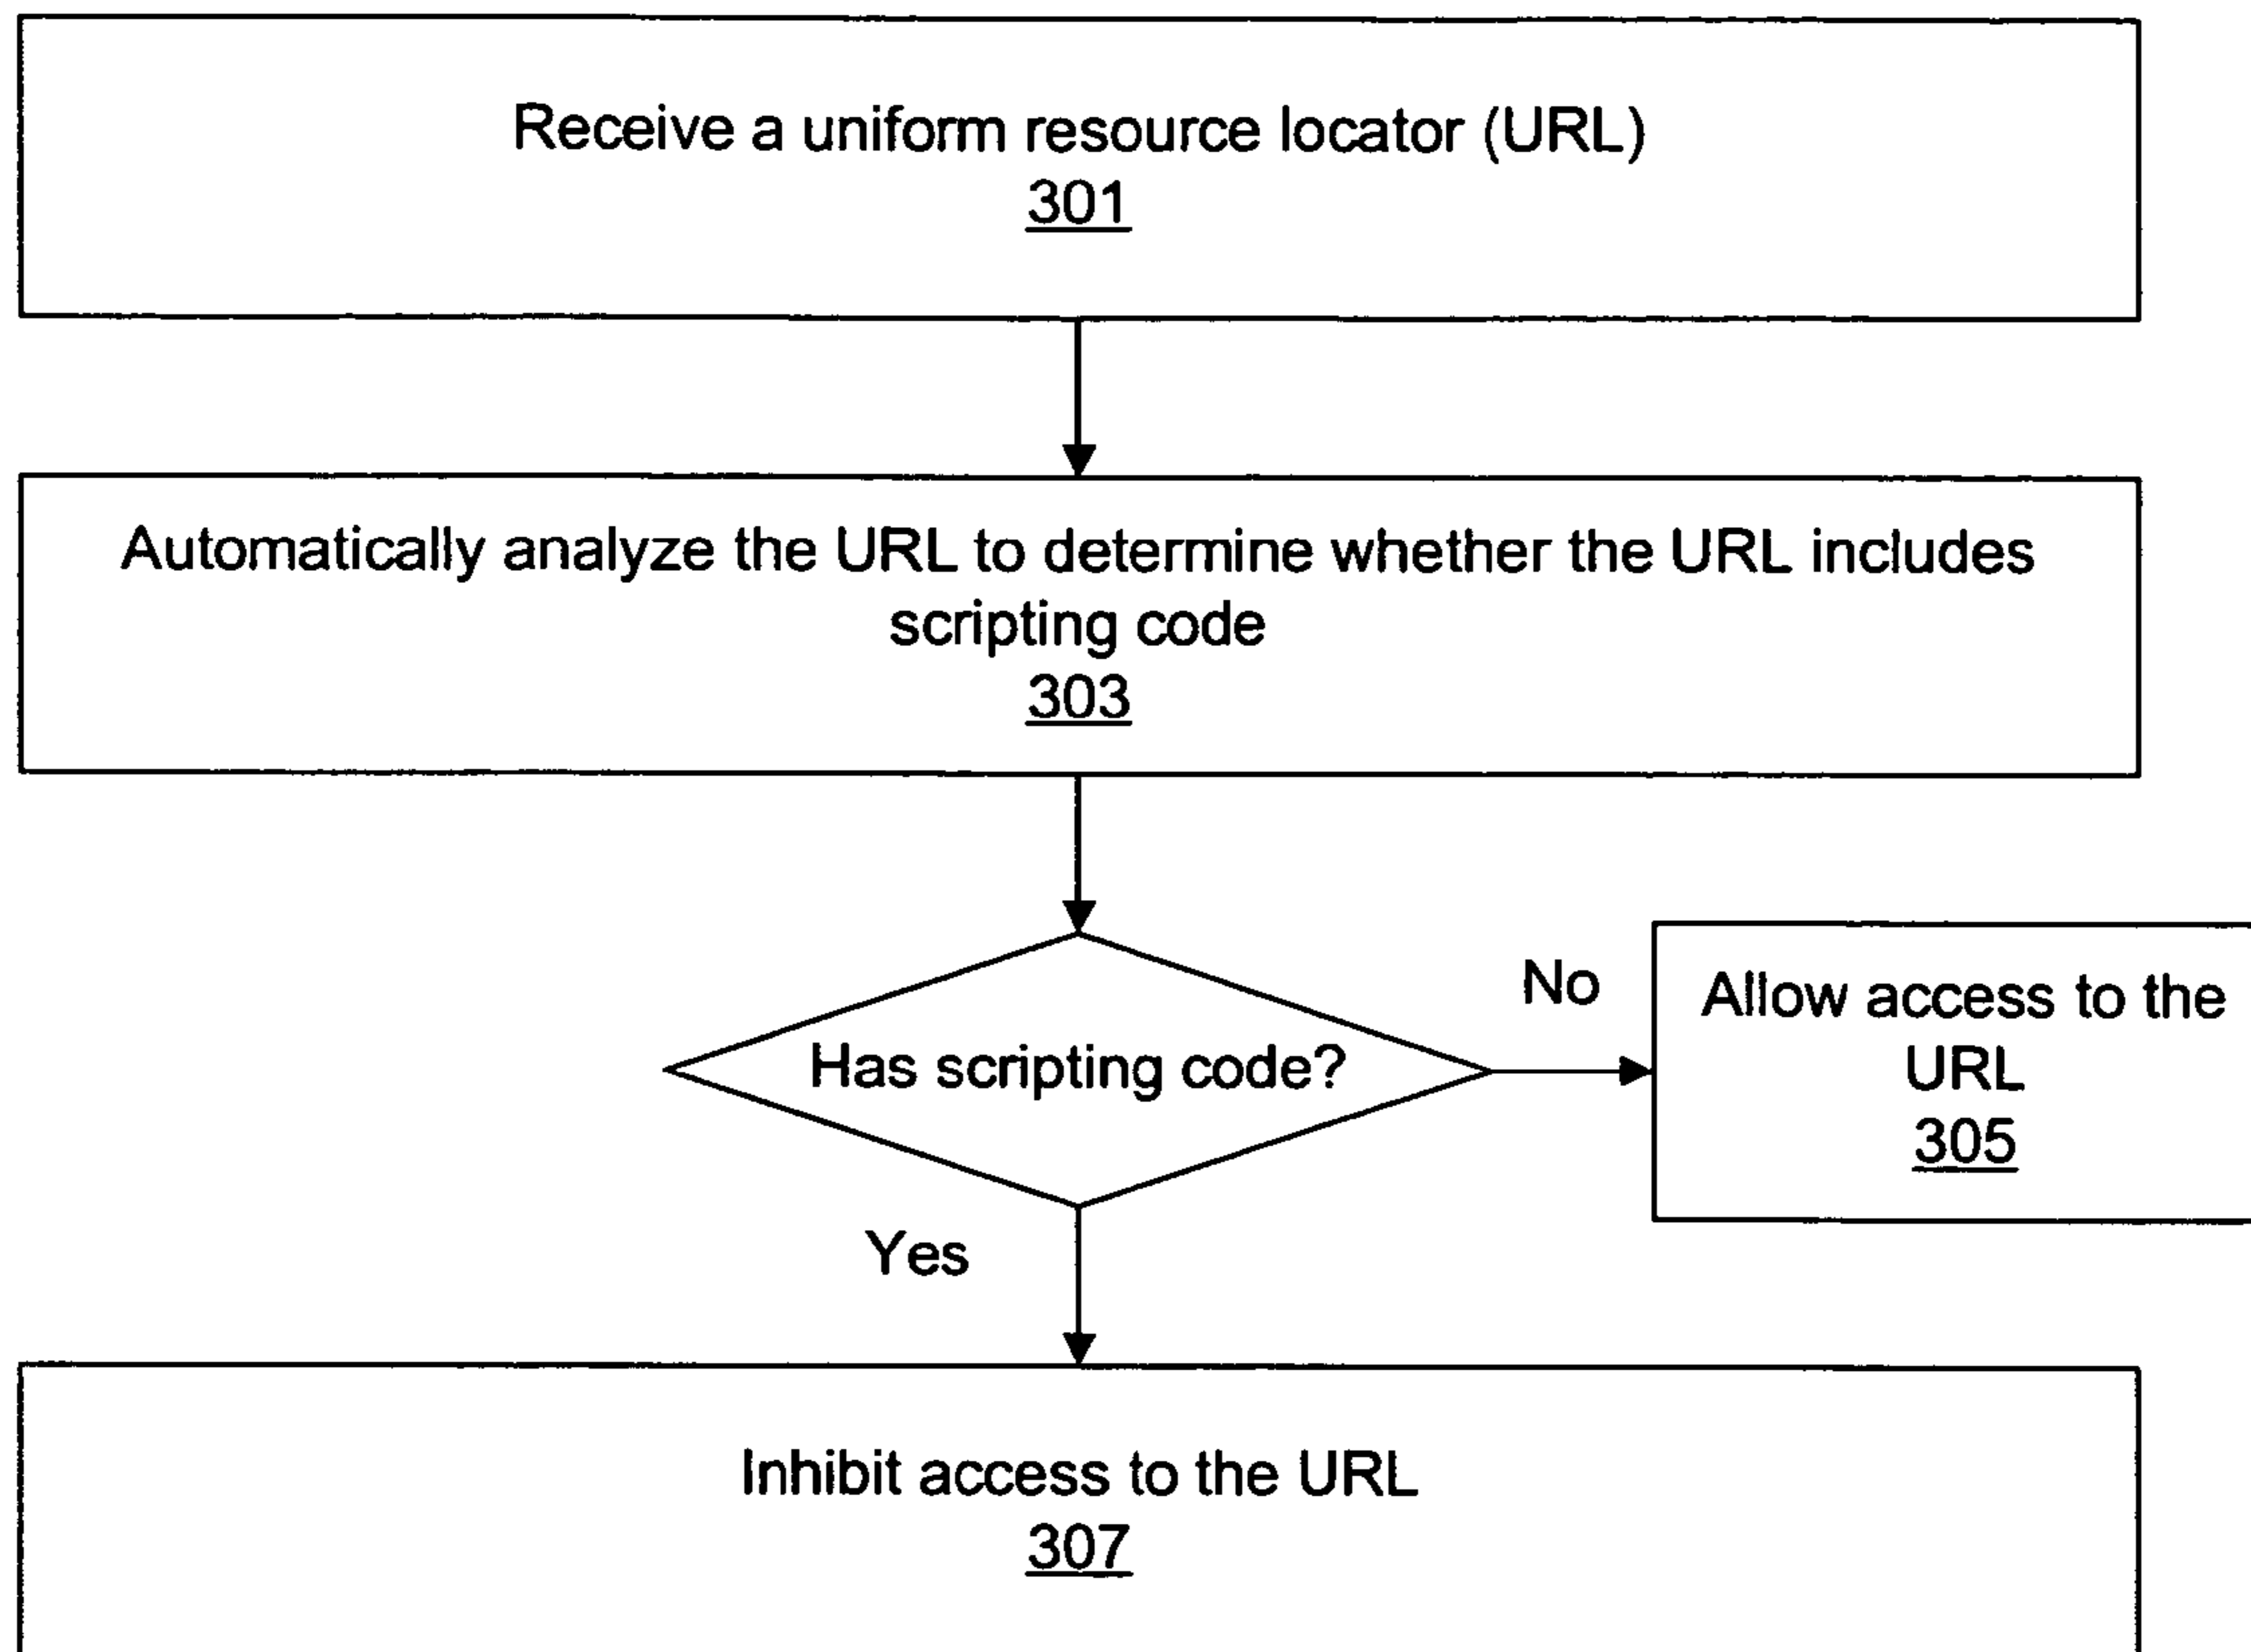 Receive a uniform resource locator (URL)
301
Automatically analyze the URL to determine whether the URL includes
scripting code
303
Has scripting code?
No
Allow access to the
URL
305
Yes
Inhibit access to the URL
307